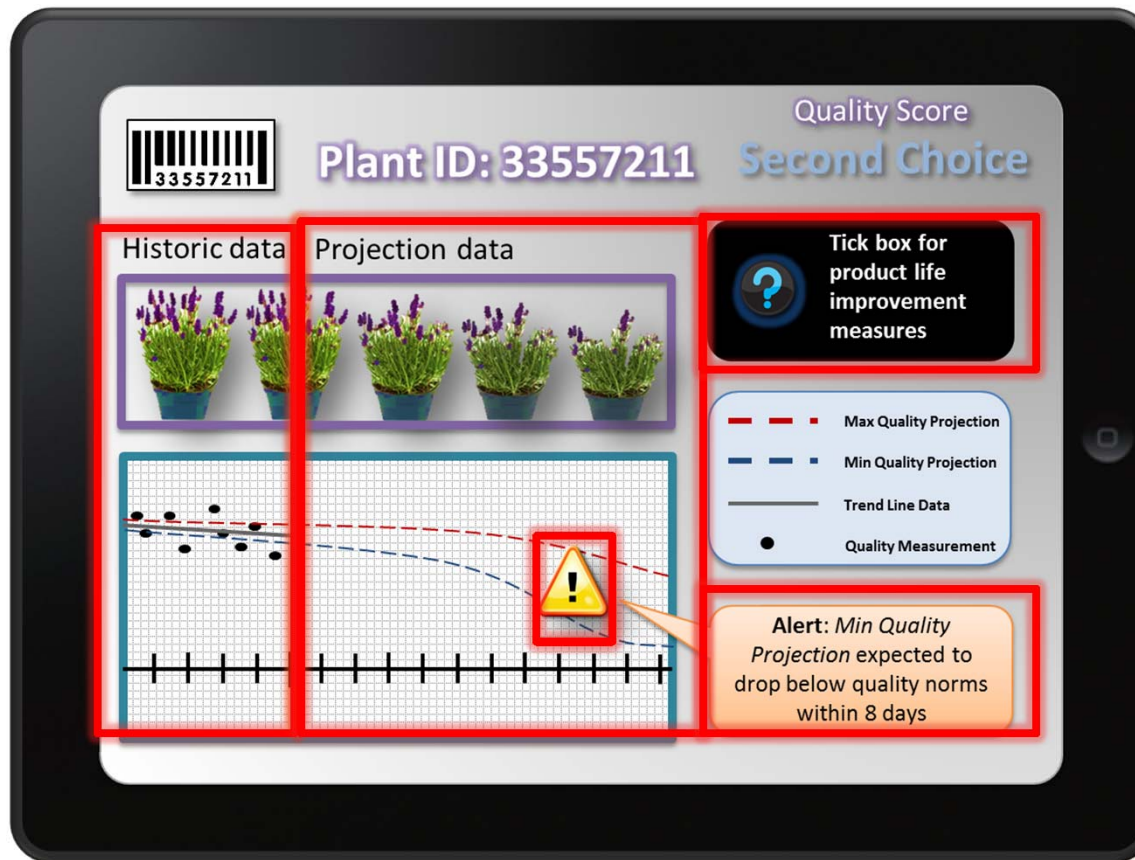 Quality Score
33557211
Plant ID: 33557211
Second Choice
Historic data
Projection data
Tick box for
product life
improvement
measures
Max Quality Projection
Min Quality Projection
Trend Line Data
Quality Measurement
!
Alert: Min Quality
Projection expected to
drop below quality norms
within 8 days